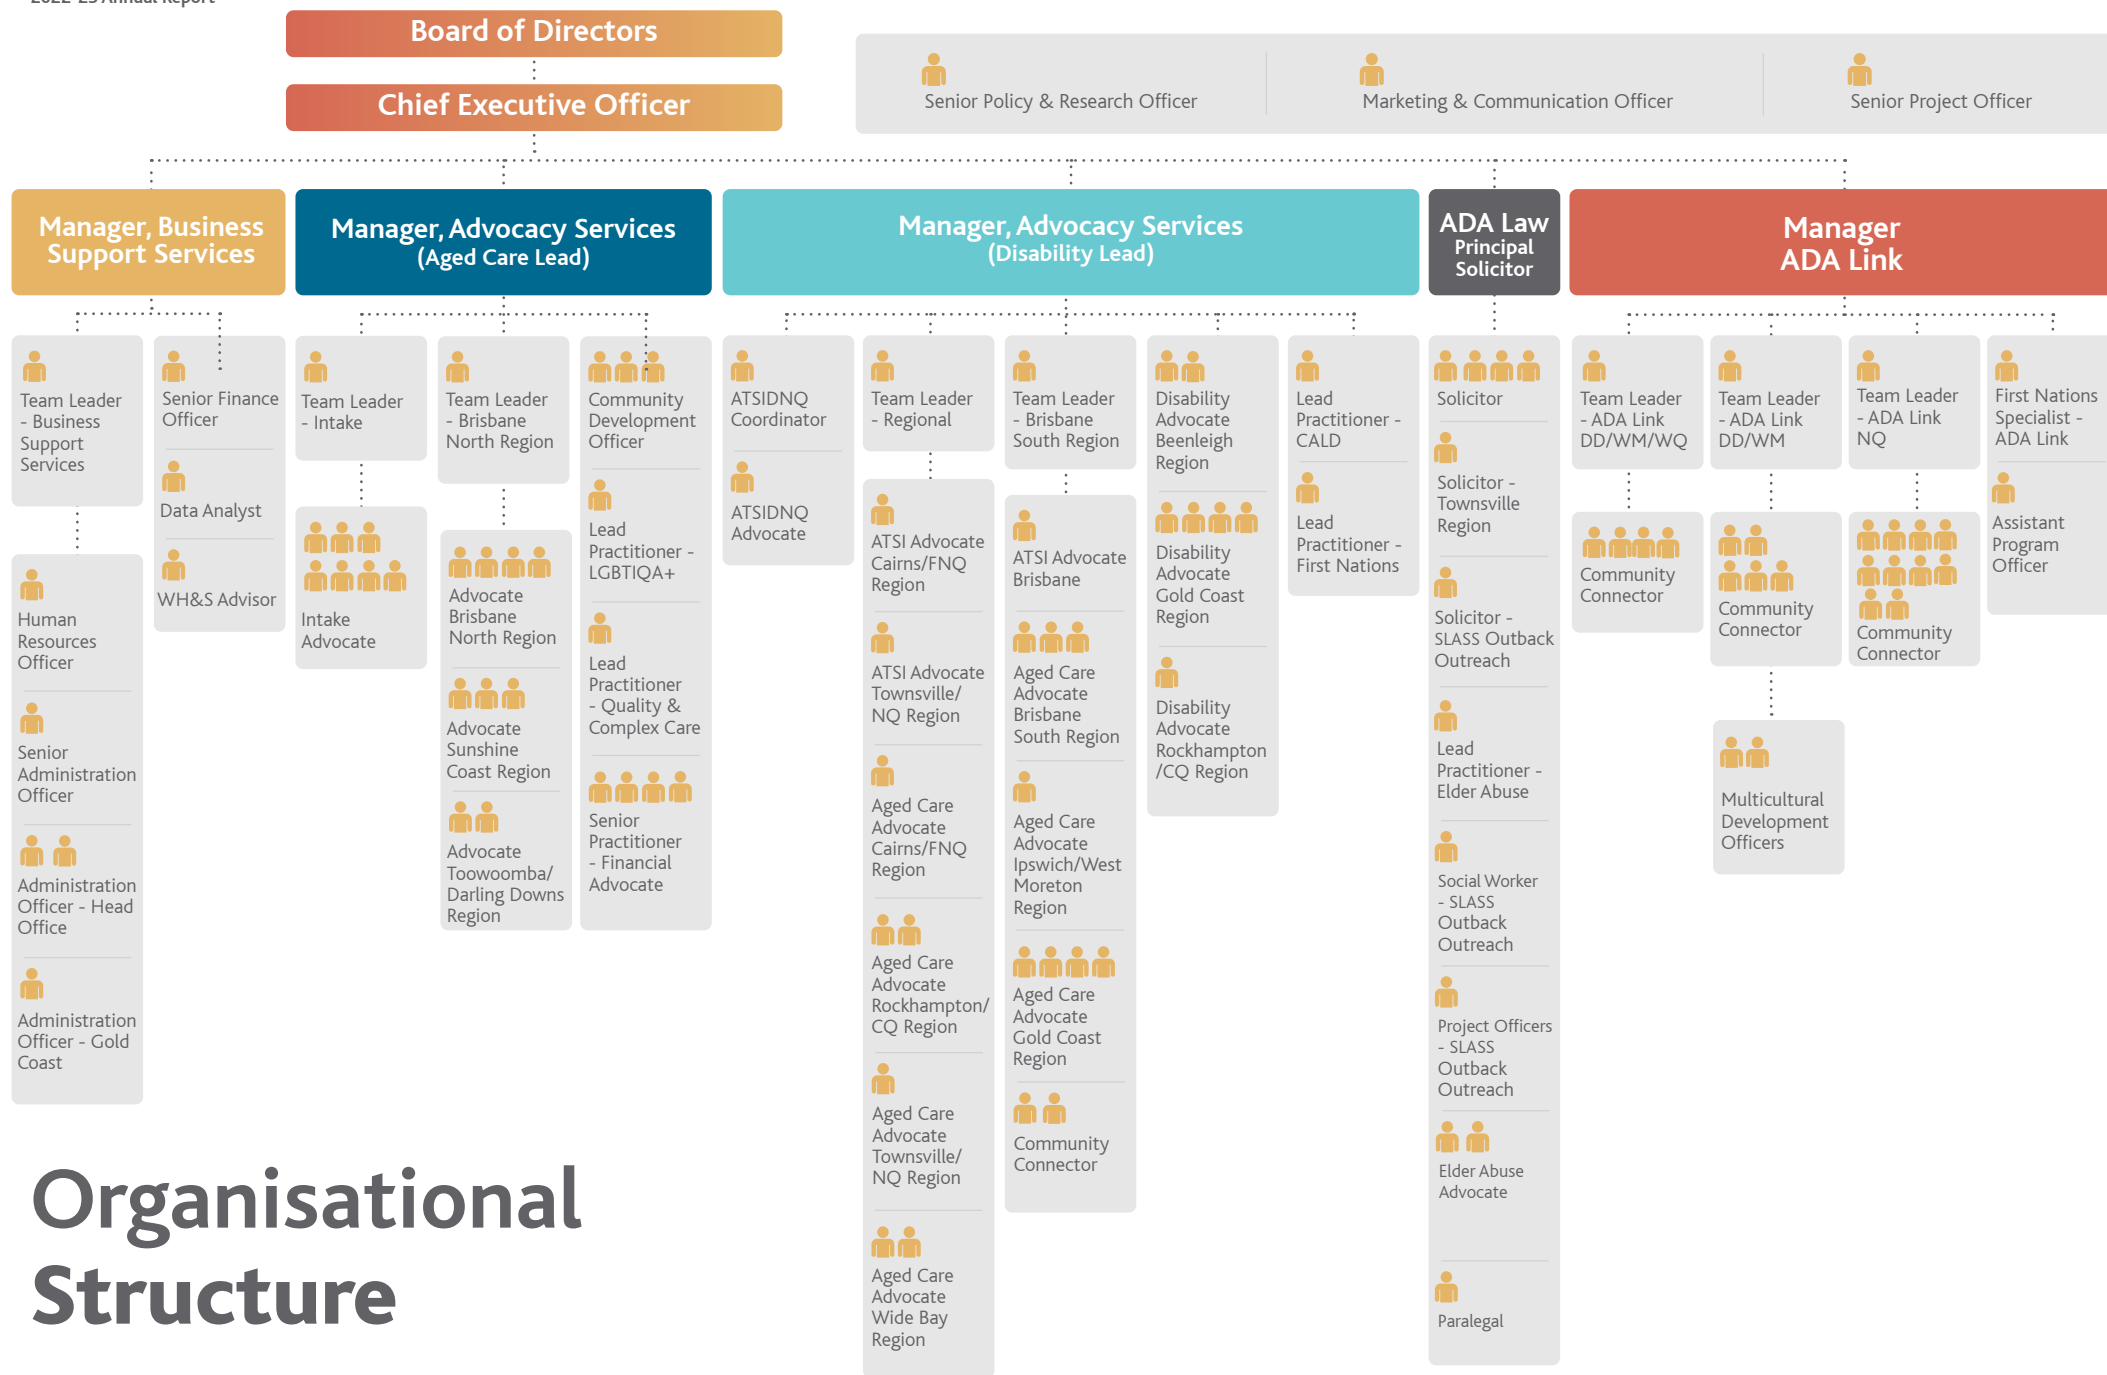 2022-23 Annual Report
Board of Directors
Chief Executive Officer
Senior Policy & Research Officer
Marketing & Communication Officer
Senior Project Officer
Manager, Business
Support Services
Team Leader
- Business
Support
Services
Human
Resources
Officer
Senior
Administration
Officer
Administration
Officer - Head
Office
Administration
Officer - Gold
Coast
Senior Finance
Officer
Data Analyst
WH&S Advisor
Manager, Advocacy Services
(Aged Care Lead)
Team Leader
- Intake
Intake
Advocate
Team Leader
- Brisbane
North Region
Advocate
Brisbane
North Region
Advocate
Sunshine
Coast Region
Advocate
Toowoomba/
Darling Downs
Region
Community
Development
Officer
Lead
Practitioner -
LGBTIQA+
Lead
Practitioner
- Quality &
Complex Care
Senior
Practitioner
- Financial
Advocate
Manager, Advocacy Services
(Disability Lead)
ATSIDNQ
Coordinator
ATSIDNQ
Advocate
Team Leader
- Regional
ATSI Advocate
Cairns/FNQ
Region
ATSI Advocate
Townsville/
NQ Region
Aged Care
Advocate
Cairns/FNQ
Region
Aged Care
Advocate
Rockhampton/
CQ Region
Aged Care
Advocate
Townsville/
NQ Region
Aged Care
Advocate
Wide Bay
Region
Team Leader
- Brisbane
South Region
ATSI Advocate
Brisbane
Aged Care
Advocate
Brisbane
South Region
Aged Care
Advocate
Ipswich/West
Moreton
Region
Aged Care
Advocate
Gold Coast
Region
Community
Connector
Disability
Advocate
Beenleigh
Region
Disability
Advocate
Gold Coast
Region
Disability
Advocate
Rockhampton
/CQ Region
Lead
Practitioner -
CALD
Lead
Practitioner -
First Nations
ADA Law
Principal
Solicitor
Solicitor
Solicitor -
Townsville
Region
Solicitor -
SLASS Outback
Outreach
Lead
Practitioner -
Elder Abuse
Social Worker
- SLASS
Outback
Outreach
Project Officers
- SLASS
Outback
Outreach
Elder Abuse
Advocate
Paralegal
Manager
ADA Link
Team Leader
- ADA Link
DD/WM/WQ
Community
Connector
Team Leader
- ADA Link
DD/WM
Community
Connector
Multicultural
Development
Officers
Team Leader
- ADA Link
NQ
Community
Connector
First Nations
Specialist -
ADA Link
Assistant
Program
Officer
Organisational
Structure